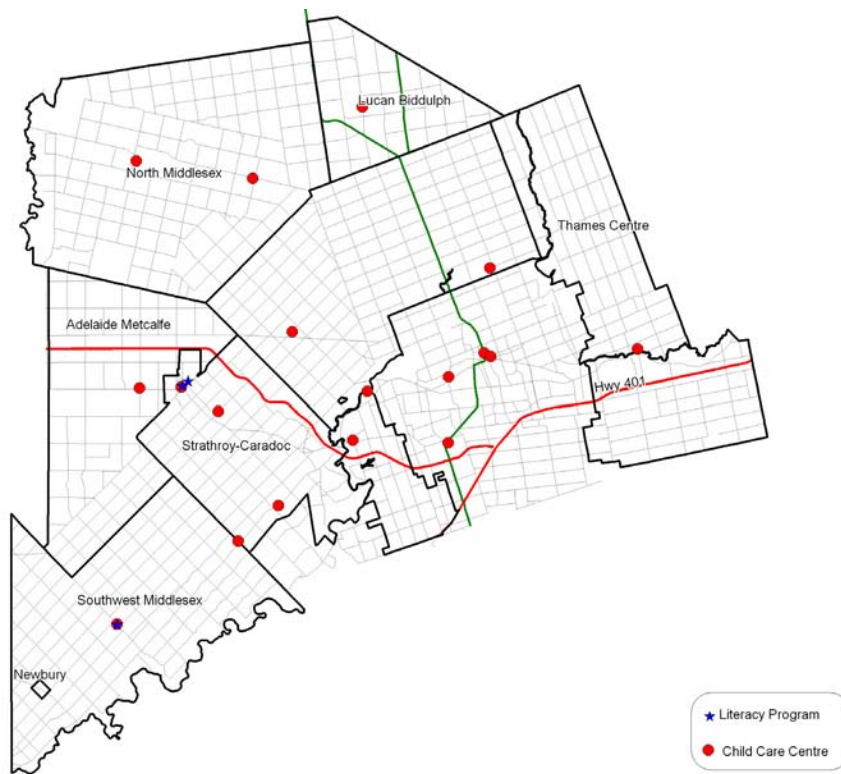 Lucan Biddulph
North Middlesex
Thames Centre
Adelaide Metcalfe
Hwy 401
Strathroy-Caradoc
Southwest Middlesex
Newbury
Literacy Program
Child Care Centre